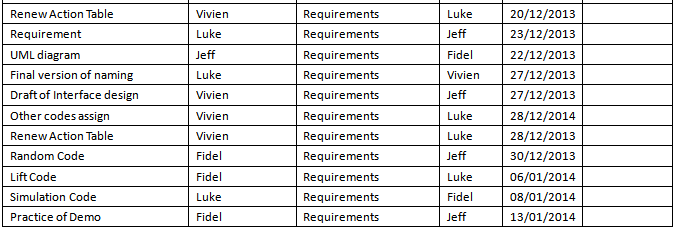 Renew Action Table Vivien Requirements Luke 20/12/2013
Requirement Luke Requirements Jeff 23/12/2013
UML diagram Jeff Requirements Fidel 22/12/2013
Final version of naming Luke Requirements Vivien 27/12/2013
Draft of Interface design Vivien Requirements Jeff 27/12/2013
Other codes assign Vivien Requirements Luke 28/12/2014
Renew Action Table Vivien Requirements Luke 28/12/2013
Random Code Fidel Requirements Jeff 30/12/2013
Lift Code Fidel Requirements Luke 06/01/2014
Simulation Code Luke Requirements Fidel 08/01/2014
Practice of Demo Fidel Requirements Jeff 13/01/2014